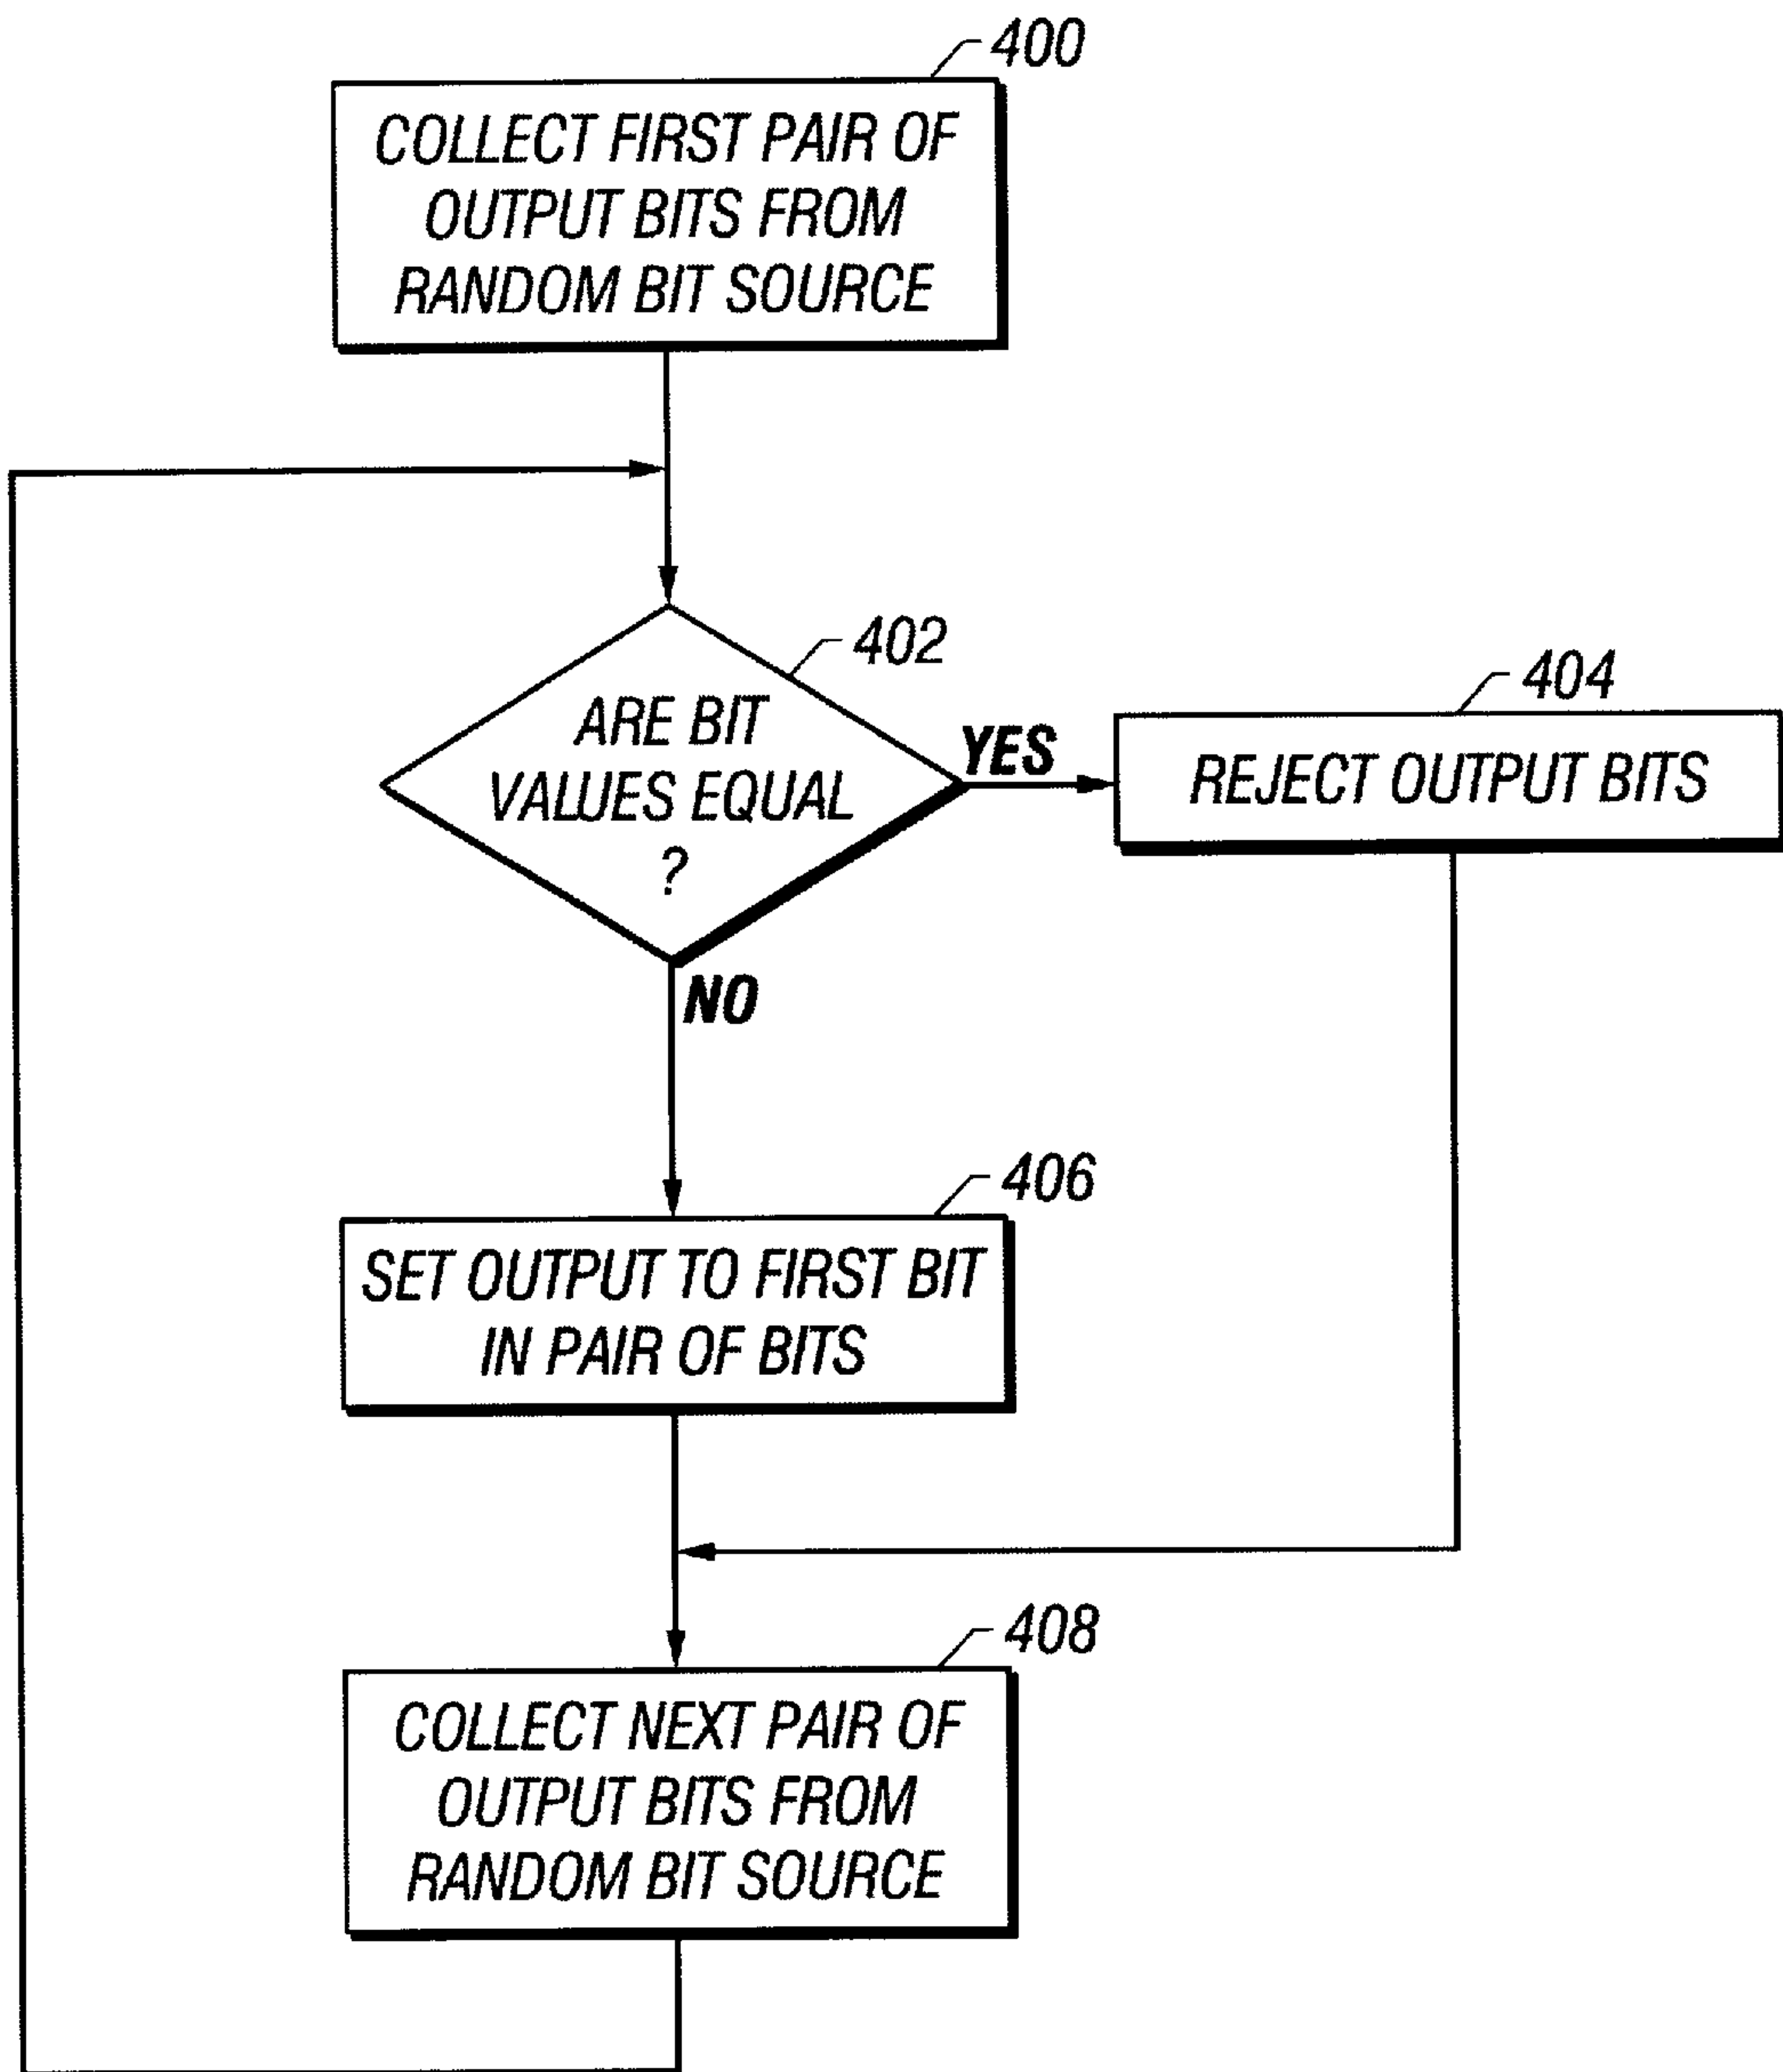 400
COLLECT FIRST PAIR OF
OUTPUT BITS FROM
RANDOM BIT SOURCE
402
ARE BIT
VALUES EQUAL
?
YES
404
REJECT OUTPUT BITS
NO
406
SET OUTPUT TO FIRST BIT
IN PAIR OF BITS
408
COLLECT NEXT PAIR OF
OUTPUT BITS FROM
RANDOM BIT SOURCE